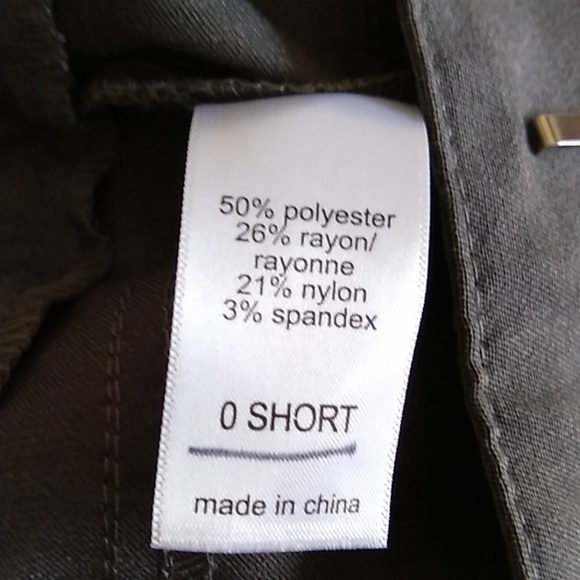 50% polyester
26% rayon/
rayonne
21% nylon
3% spandex
0 SHORT
made in china